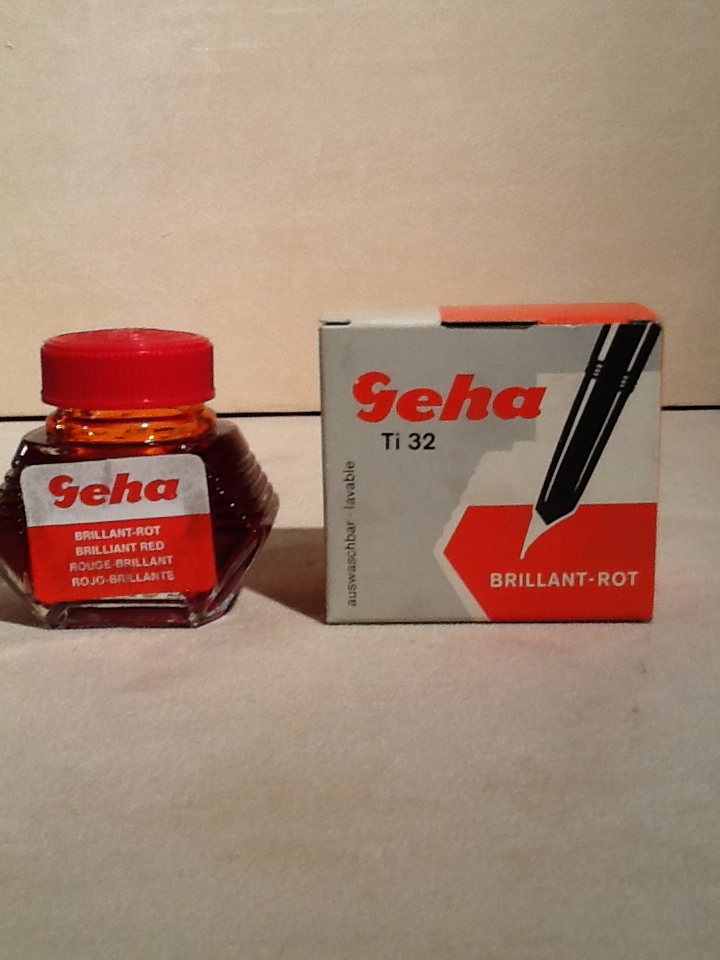 Geha
BRILLANT-ROT
BRILLIANT RED
ROUGE-BRILLANT
ROJO-BRILLANTE
Geha
Ti 32
auswaschbar · lavable
BRILLANT-ROT